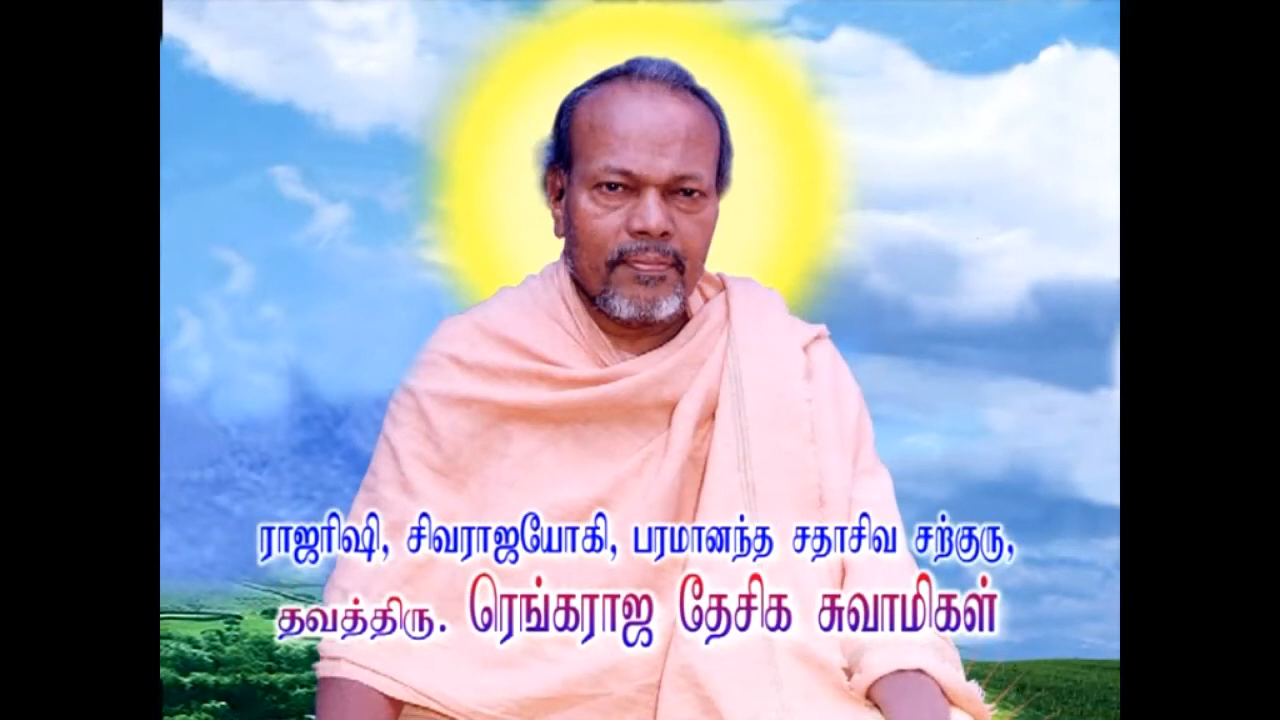 ராஜரிஷி, சிவராஜயோகி, பரமானந்த சதாசிவ சற்குரு,
தவத்திரு. ரெங்கராஜ தேசிக சுவாமிகள்